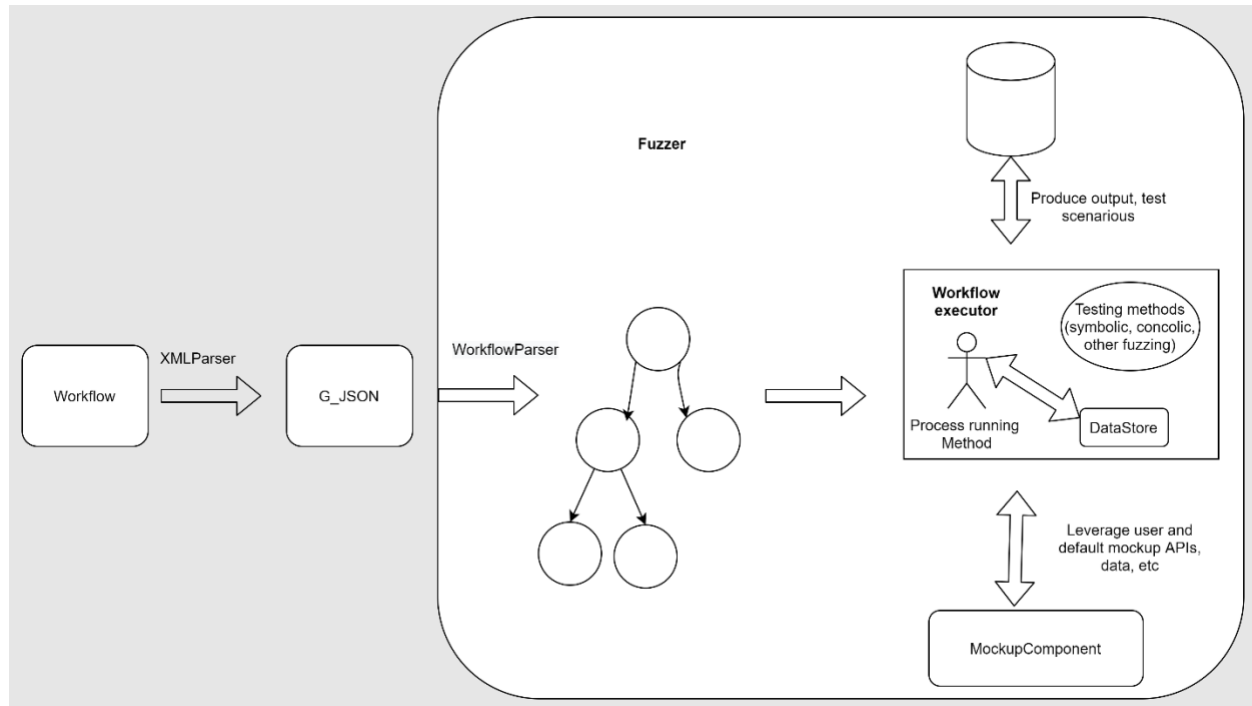 Fuzzer
Produce output, test
scenarious
Workflow
executor
Testing methods
(symbolic, concolic,
other fuzzing)
Process running
Method
DataStore
WorkflowParser
XMLParser
Workflow
G_JSON
Leverage user and
default mockup APIs,
data, etc
MockupComponent